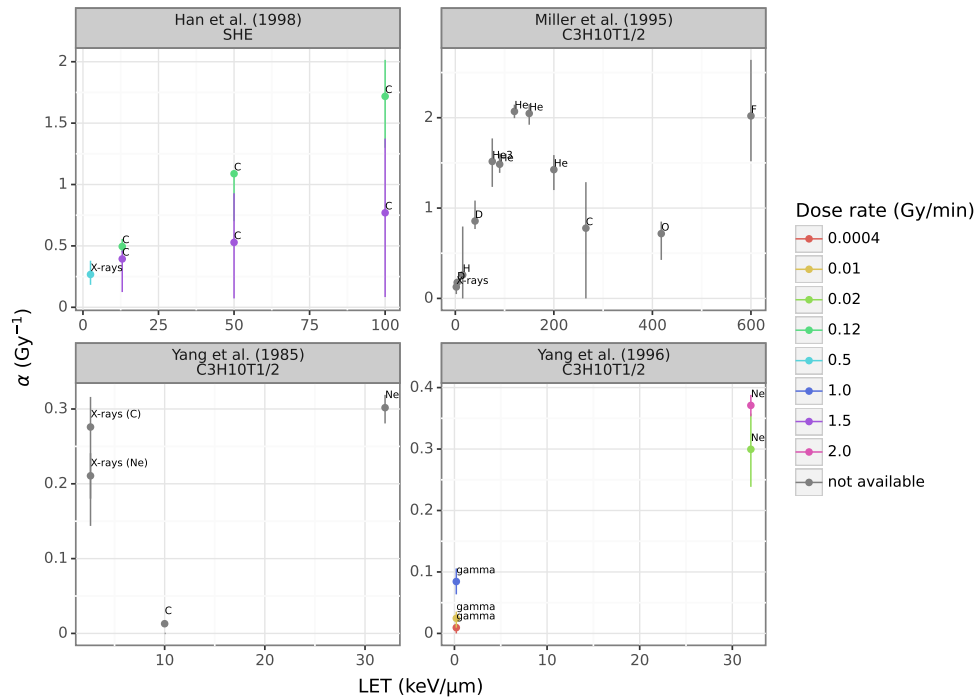 Han et al. (1998)
SHE
Miller et al. (1995)
C3H10T1/2
2
1.5
1
0.5
0
C
C
C
C
C
C
X-rays
0
25
50
75
100
2
1
0
He
He
He3
He
He
D
H
D
X-rays
C
O
F
0
200
400
600
Yang et al. (1985)
C3H10T1/2
Yang et al. (1996)
C3H10T1/2
0.3
0.2
0.1
0
Ne
X-rays (C)
X-rays (Ne)
C
10
20
30
0.4
0.3
0.2
0.1
0
Ne
Ne
gamma
gamma
gamma
0
10
20
30
α (Gy⁻¹)
LET (keV/μm)
Dose rate (Gy/min)
0.0004
0.01
0.02
0.12
0.5
1.0
1.5
2.0
not available